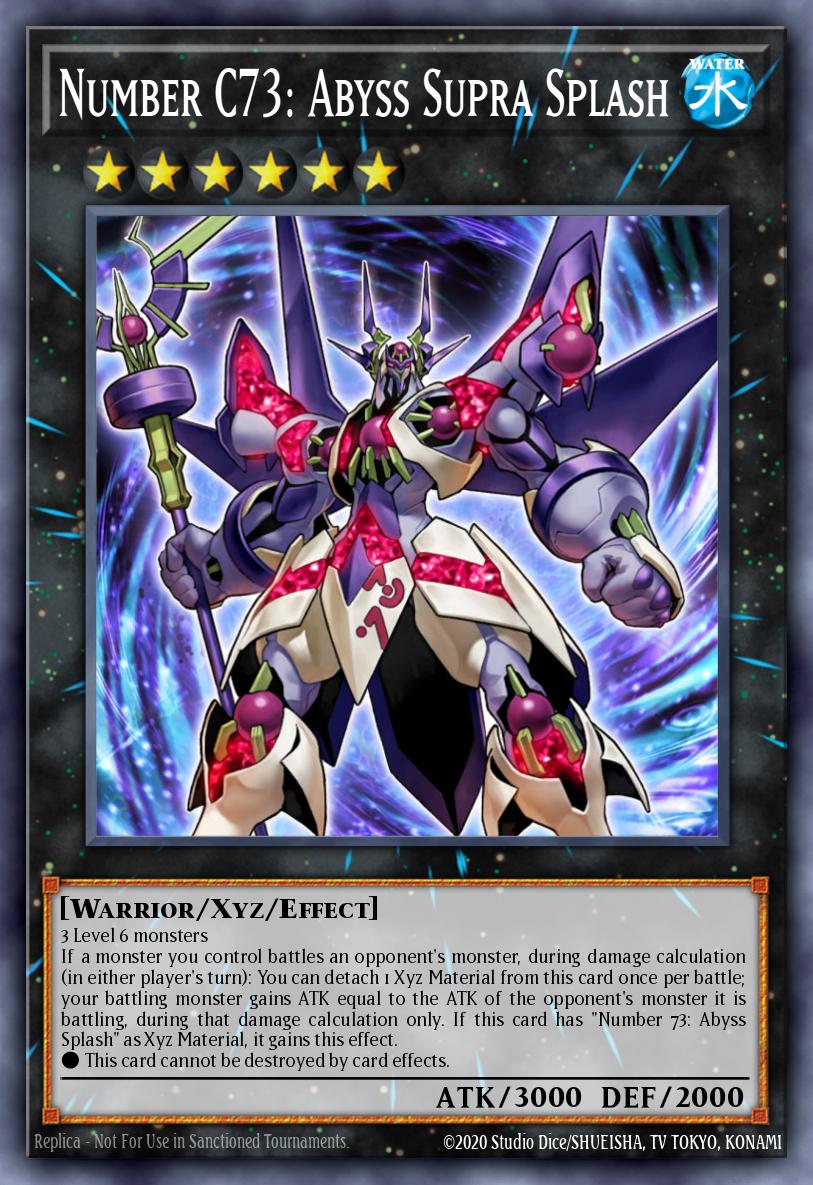 Number C73: Abyss Supra Splash
WATER
水
[Warrior/Xyz/Effect]
3 Level 6 monsters
If a monster you control battles an opponent's monster, during damage calculation
(in either player's turn): You can detach 1 Xyz Material from this card once per battle;
your battling monster gains ATK equal to the ATK of the opponent's monster it is
battling, during that damage calculation only. If this card has "Number 73: Abyss
Splash" as Xyz Material, it gains this effect.
● This card cannot be destroyed by card effects.
ATK/3000 DEF/2000
Replica - Not For Use in Sanctioned Tournaments.
©2020 Studio Dice/SHUEISHA, TV TOKYO, KONAMI